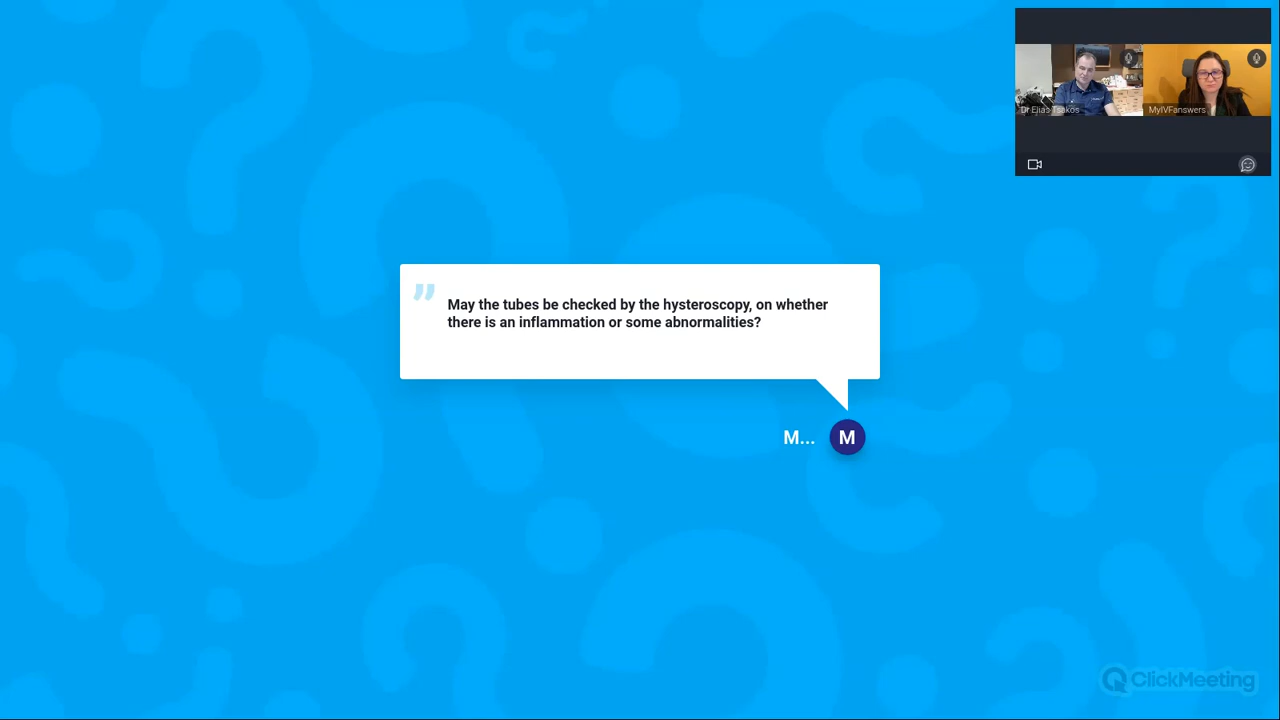 Dr Elias Tsakos
MyIVFanswers
” May the tubes be checked by the hysteroscopy, on whether
there is an inflammation or some abnormalities?
M... M
ClickMeeting